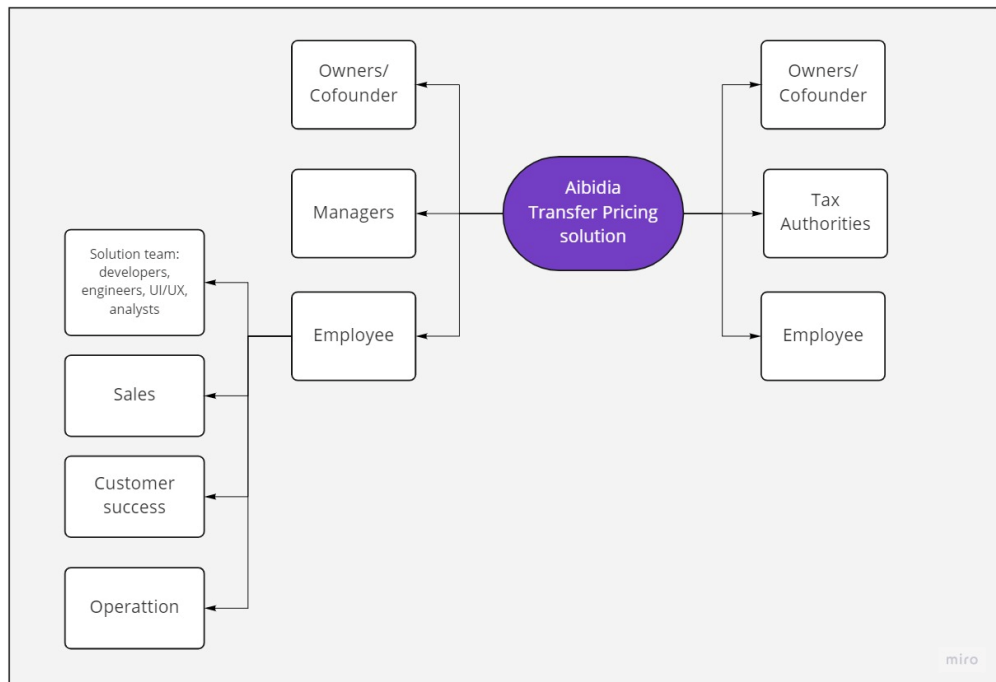 Owners/
Cofounder
Owners/
Cofounder
Aibidia
Transfer Pricing
solution
Managers
Tax
Authorities
Solution team:
developers,
engineers, UI/UX,
analysts
Employee
Employee
Sales
Customer
success
Operattion
miro